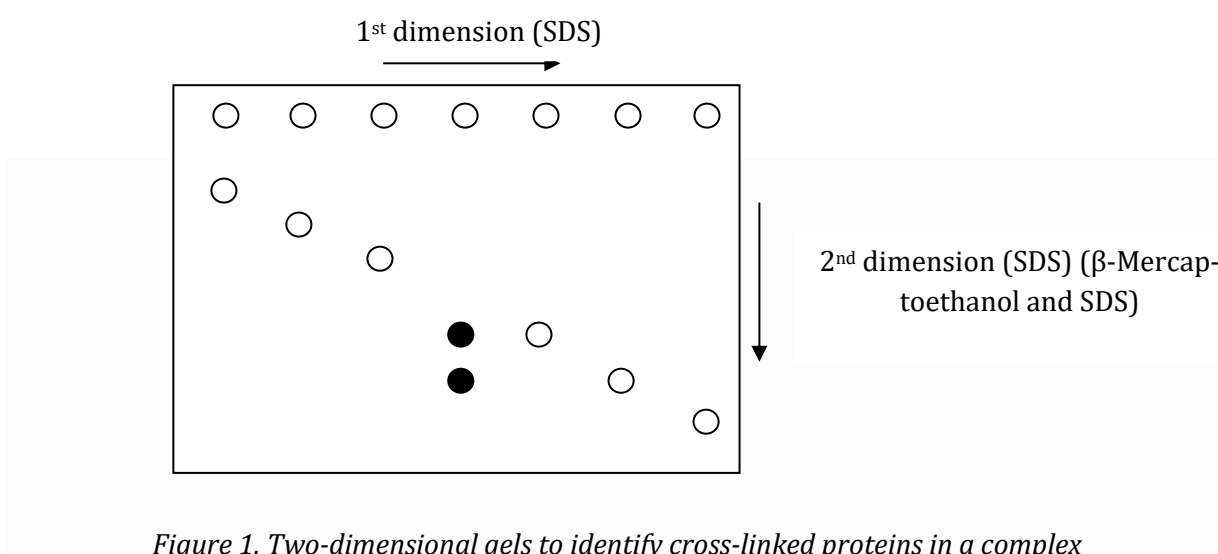 1st dimension (SDS)
2nd dimension (SDS) (β-Mercap-
toethanol and SDS)
Figure 1. Two-dimensional gels to identify cross-linked proteins in a complex